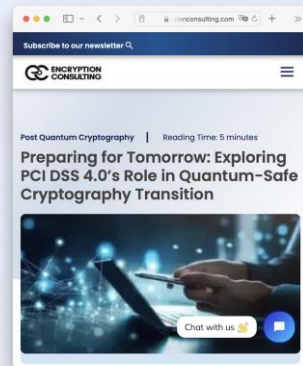 Subscribe to our newsletter
ENCRYPTION
CONSULTING
Post Quantum Cryptography | Reading Time: 5 minutes
Preparing for Tomorrow: Exploring
PCI DSS 4.0's Role in Quantum-Safe
Cryptography Transition
Chat with us 👋